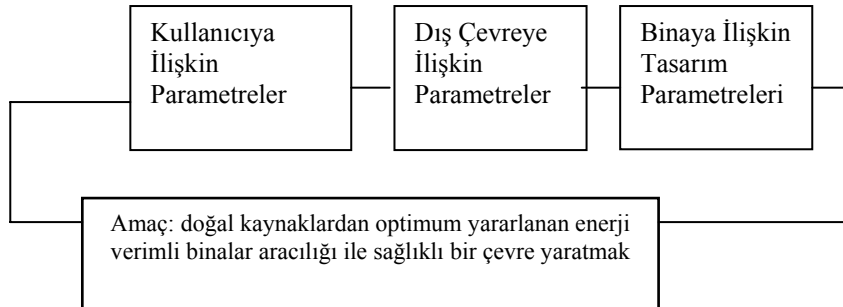 Kullanıcıya
İlişkin
Parametreler
Dış Çevreye
İlişkin
Parametreler
Binaya İlişkin
Tasarım
Parametreleri
Amaç: doğal kaynaklardan optimum yararlanan enerji
verimli binalar aracılığı ile sağlıklı bir çevre yaratmak